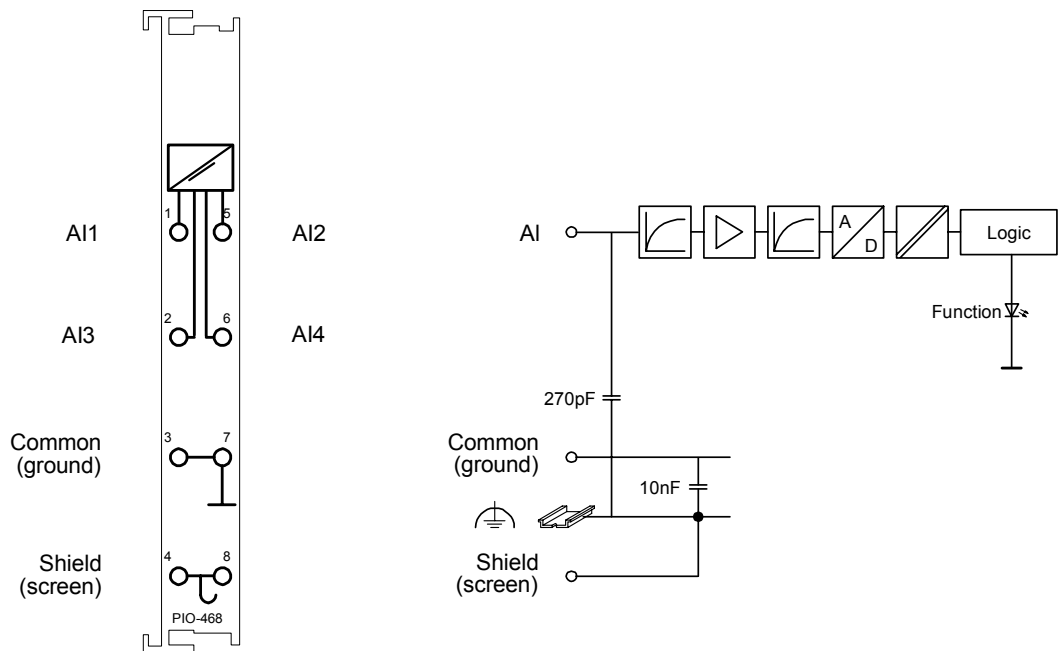 1
5
AI1
AI2
2
6
AI3
AI4
3
7
Common
(ground)
4
8
Shield
(screen)
PIO-468
AI
A
D
Logic
Function
270pF
Common
(ground)
10nF
Shield
(screen)